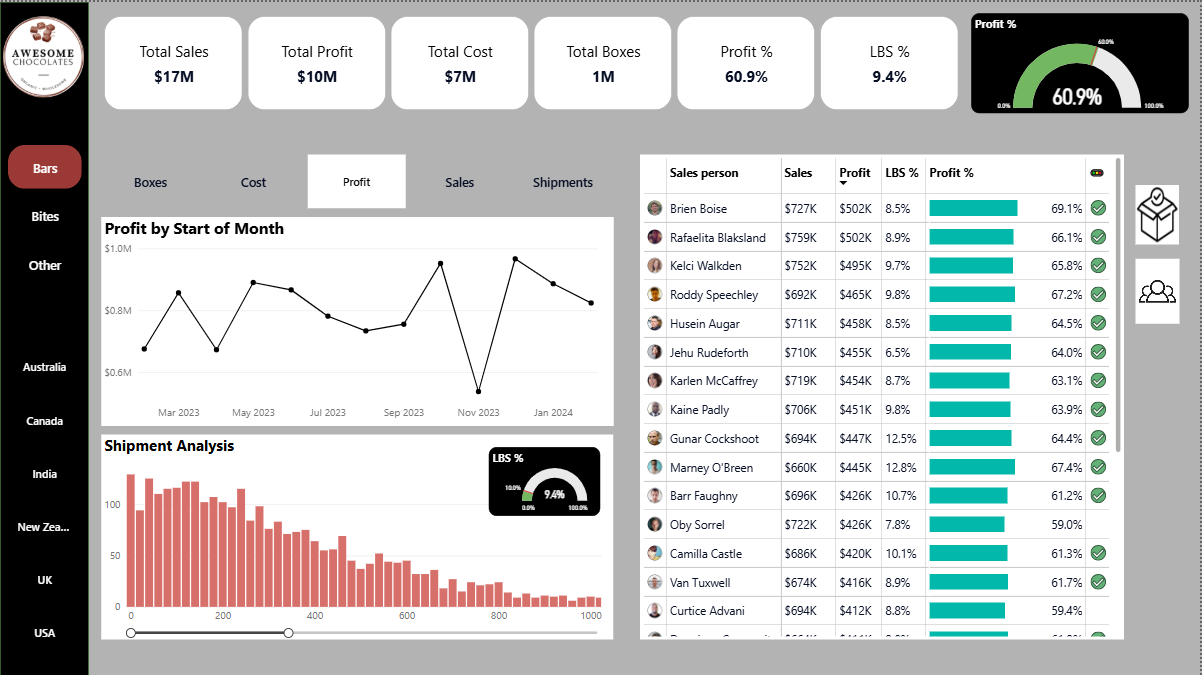 AWESOME
CHOCOLATES
Bars
Bites
Other
Australia
Canada
India
New Zea...
UK
USA
Total Sales
$17M
Total Profit
$10M
Total Cost
$7M
Total Boxes
1M
Profit %
60.9%
LBS %
9.4%
Profit %
60.0%
60.9%
0.0%
100.0%
Boxes
Cost
Profit
Sales
Shipments
Profit by Start of Month
$1.0M
$0.8M
$0.6M
Mar 2023
May 2023
Jul 2023
Sep 2023
Nov 2023
Jan 2024
Shipment Analysis
LBS %
10.0%
9.4%
0.0%
100.0%
100
50
0
0
200
400
600
800
1000
Sales person Sales Profit LBS % Profit %
Brien Boise $727K $502K 8.5% 69.1%
Rafaelita Blaksland $759K $502K 8.9% 66.1%
Kelci Walkden $752K $495K 9.7% 65.8%
Roddy Speechley $692K $465K 9.8% 67.2%
Husein Augar $711K $458K 8.5% 64.5%
Jehu Rudeforth $710K $455K 6.5% 64.0%
Karlen McCaffrey $719K $454K 8.7% 63.1%
Kaine Padly $706K $451K 9.8% 63.9%
Gunar Cockshoot $694K $447K 12.5% 64.4%
Marney O'Breen $660K $445K 12.8% 67.4%
Barr Faughny $696K $426K 10.7% 61.2%
Oby Sorrel $722K $426K 7.8% 59.0%
Camilla Castle $686K $420K 10.1% 61.3%
Van Tuxwell $674K $416K 8.9% 61.7%
Curtice Advani $694K $412K 8.8% 59.4%